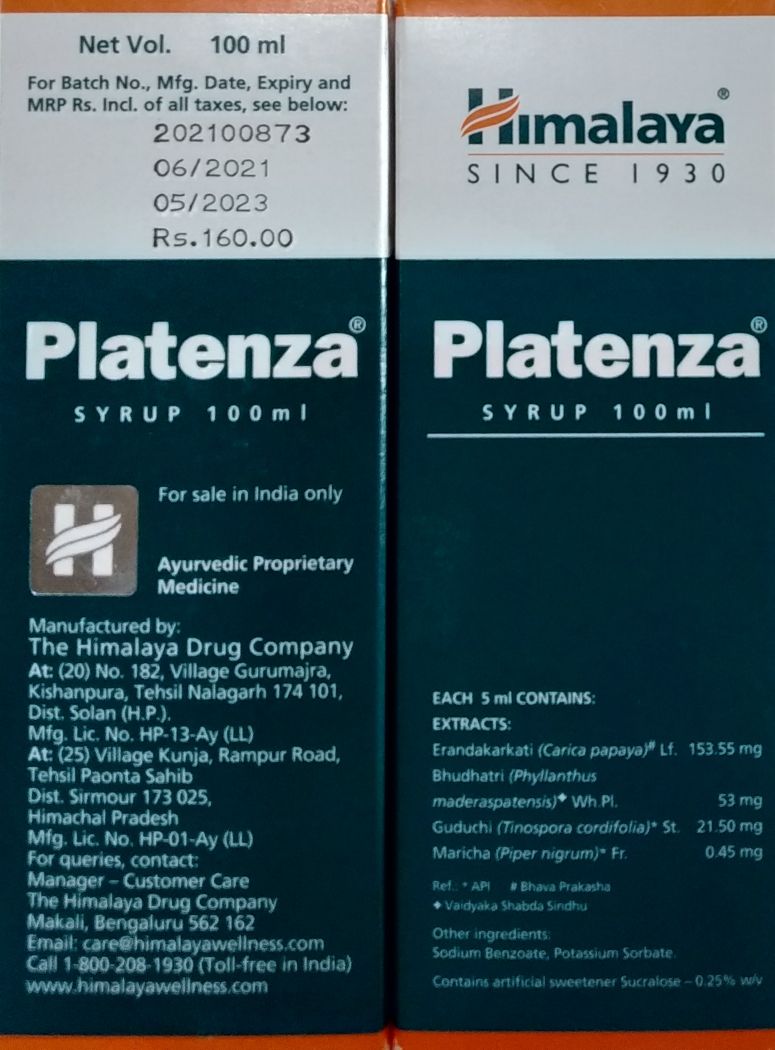 Net Vol. 100 ml
For Batch No., Mfg. Date, Expiry and
MRP Rs. Incl. of all taxes, see below:
202100873
06/2021
05/2023
Rs.160.00
Platenza®
SYRUP 100ml
For sale in India only
Ayurvedic Proprietary
Medicine
Manufactured by:
The Himalaya Drug Company
At: (20) No. 182, Village Gurumajra,
Kishanpura, Tehsil Nalagarh 174 101,
Dist. Solan (H.P.).
Mfg. Lic. No. HP-13-Ay (LL)
At: (25) Village Kunja, Rampur Road,
Tehsil Paonta Sahib
Dist. Sirmour 173 025,
Himachal Pradesh
Mfg. Lic. No. HP-01-Ay (LL)
For queries, contact:
Manager – Customer Care
The Himalaya Drug Company
Makali, Bengaluru 562 162
Email: care@himalayawellness.com
Call 1-800-208-1930 (Toll-free in India)
www.himalayawellness.com
Himalaya®
SINCE 1930
Platenza®
SYRUP 100ml
EACH 5 ml CONTAINS:
EXTRACTS:
Erandakarkati (Carica papaya)# Lf. 153.55 mg
Bhudhatri (Phyllanthus
maderaspatensis)✦ Wh.Pl. 53 mg
Guduchi (Tinospora cordifolia)* St. 21.50 mg
Maricha (Piper nigrum)* Fr. 0.45 mg
Ref.: * API # Bhava Prakasha
✦ Vaidyaka Shabda Sindhu
Other ingredients:
Sodium Benzoate, Potassium Sorbate.
Contains artificial sweetener Sucralose – 0.25% w/v